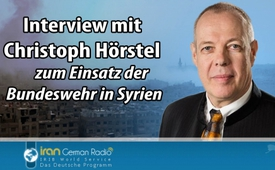 Interview mit
Christoph Hörstel
zum Einsatz der
Bundeswehr in Syrien
Iran German Radio
IRIB World Service
Das Deutsche Programm